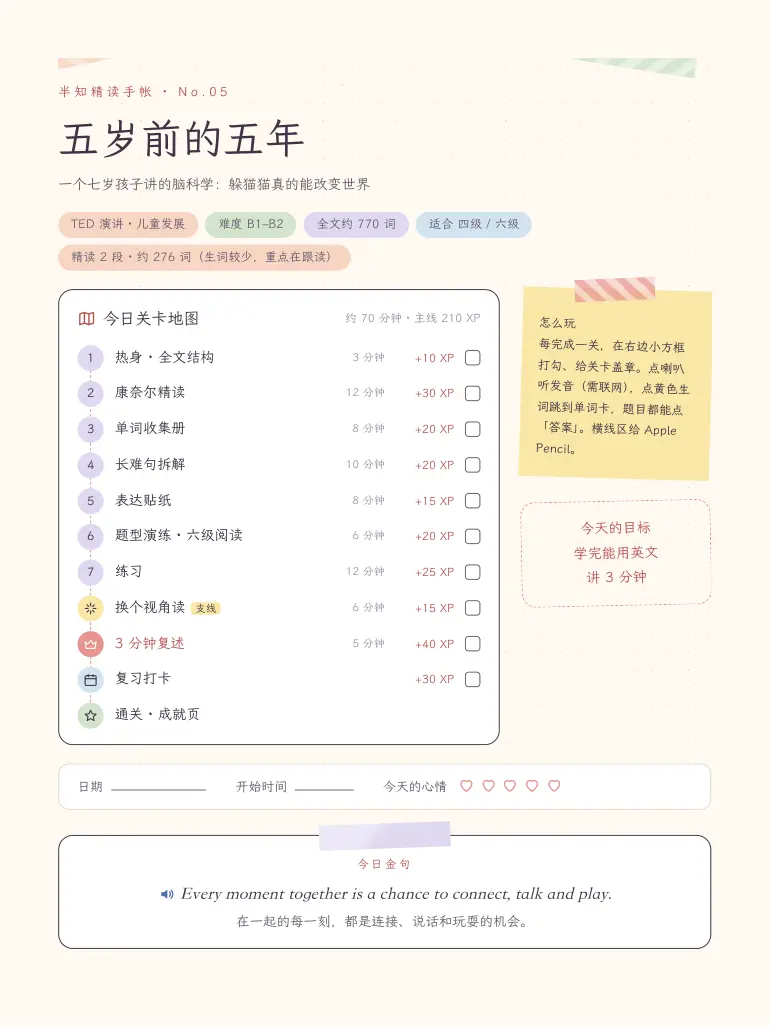 半知精读手帐 · No.05
五岁前的五年
一个七岁孩子讲的脑科学：躲猫猫真的能改变世界
TED 演讲 · 儿童发展
难度 B1–B2
全文约 770 词
适合 四级 / 六级
精读 2 段 · 约 276 词（生词较少，重点在跟读）
今日关卡地图
约 70 分钟 · 主线 210 XP
1 热身 · 全文结构 3 分钟 +10 XP
2 康奈尔精读 12 分钟 +30 XP
3 单词收集册 8 分钟 +20 XP
4 长难句拆解 10 分钟 +20 XP
5 表达贴纸 8 分钟 +15 XP
6 题型演练 · 六级阅读 6 分钟 +20 XP
7 练习 12 分钟 +25 XP
换个视角读 支线 6 分钟 +15 XP
3 分钟复述 5 分钟 +40 XP
复习打卡 +30 XP
通关 · 成就页
怎么玩
每完成一关，在右边小方框
打勾、给关卡盖章。点喇叭
听发音（需联网），点黄色生
词跳到单词卡，题目都能点
「答案」。横线区给 Apple
Pencil。
今天的目标
学完能用英文
讲 3 分钟
日期
开始时间
今天的心情
今日金句
Every moment together is a chance to connect, talk and play.
在一起的每一刻，都是连接、说话和玩耍的机会。